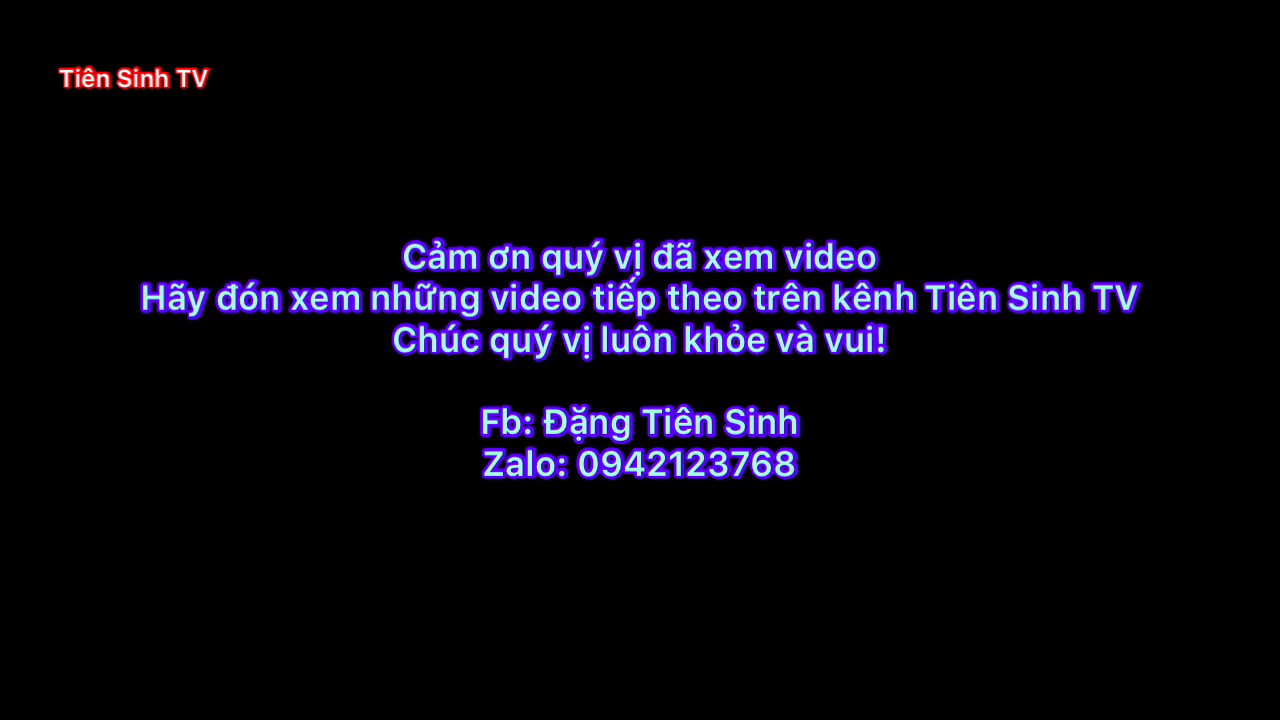 Tiên Sinh TV
Cảm ơn quý vị đã xem video
Hãy đón xem những video tiếp theo trên kênh Tiên Sinh TV
Chúc quý vị luôn khỏe và vui!
Fb: Đặng Tiên Sinh
Zalo: 0942123768